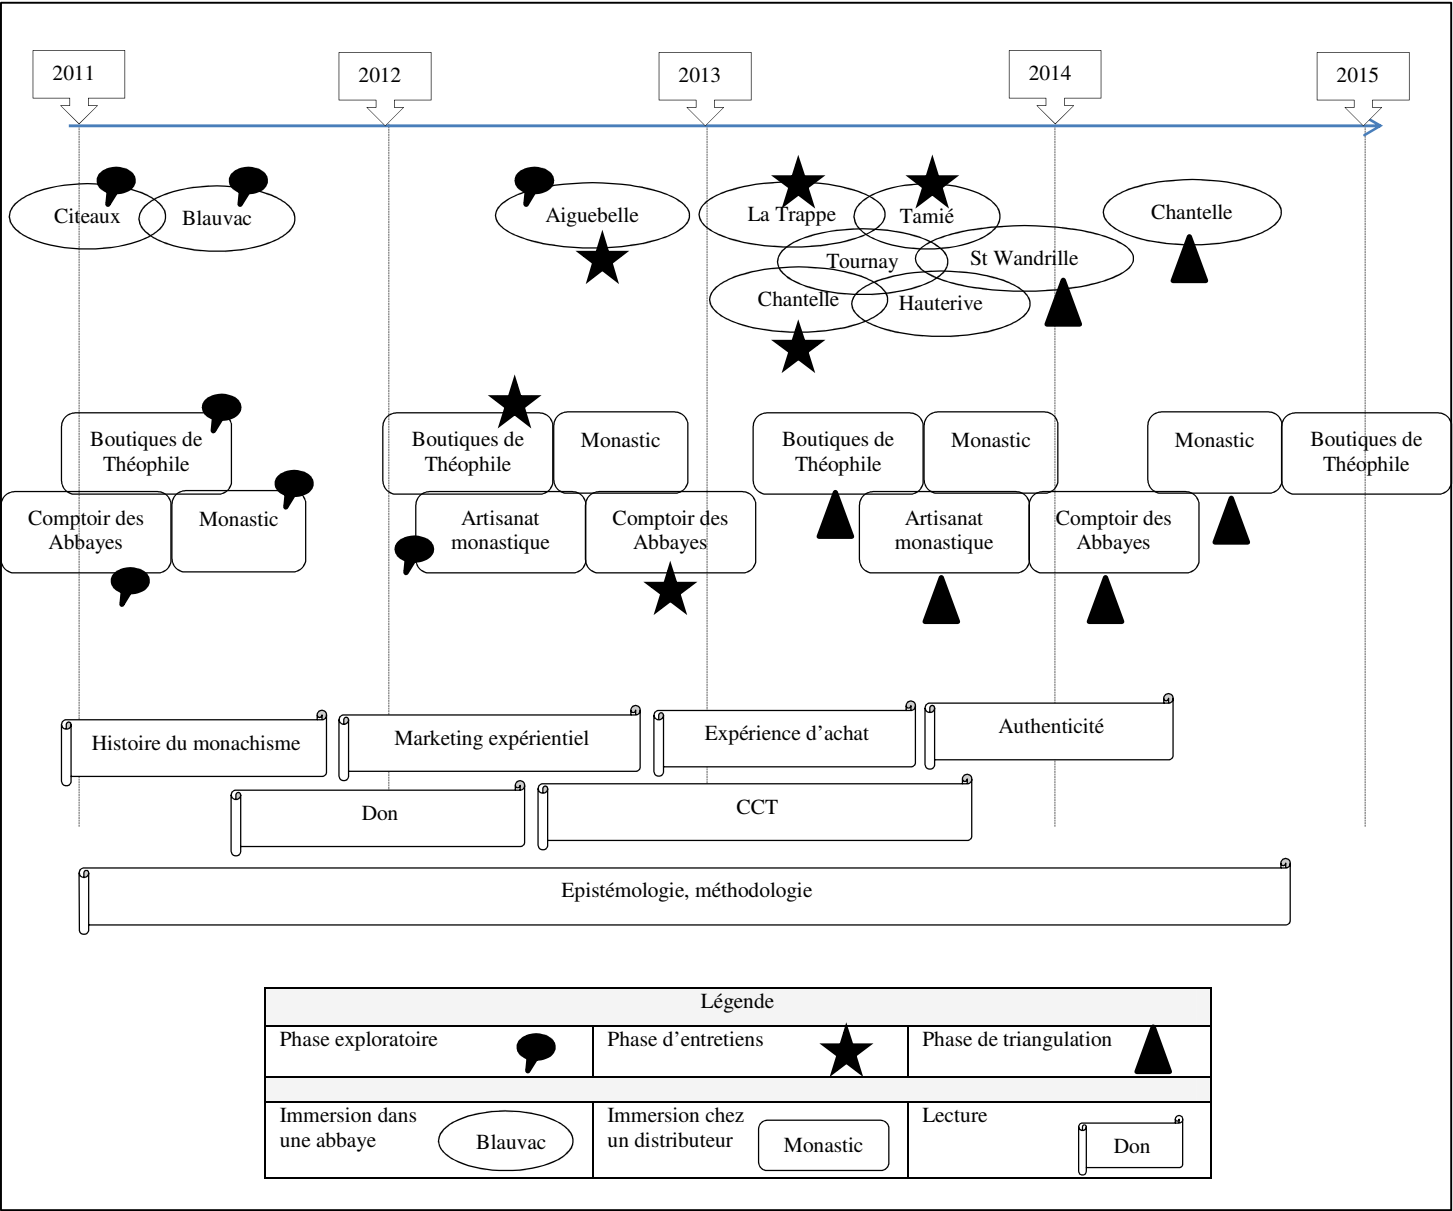 2011
2012
2013
2014
2015
Citeaux
Blauvac
Aiguebelle
La Trappe
Tamié
Chantelle
Tournay
St Wandrille
Chantelle
Hauterive
Boutiques de
Théophile
Boutiques de
Théophile
Monastic
Boutiques de
Théophile
Monastic
Monastic
Boutiques de
Théophile
Comptoir des
Abbayes
Monastic
Artisanat
monastique
Comptoir des
Abbayes
Artisanat
monastique
Comptoir des
Abbayes
Histoire du monachisme
Marketing expérientiel
Expérience d’achat
Authenticité
Don
CCT
Epistémologie, méthodologie
Légende
Phase exploratoire
Phase d’entretiens
Phase de triangulation
Immersion dans
une abbaye
Blauvac
Immersion chez
un distributeur
Monastic
Lecture
Don